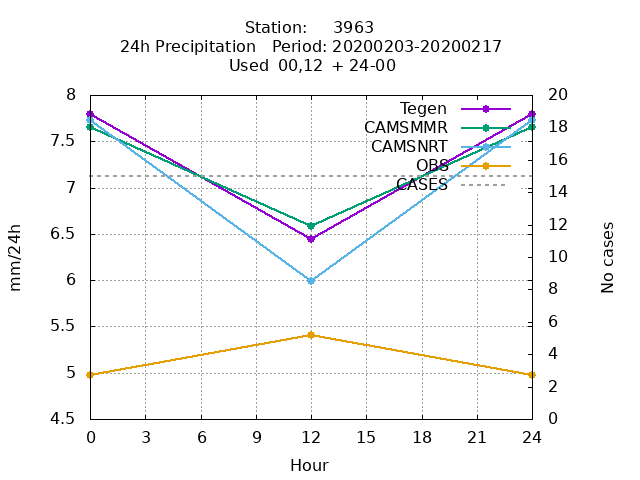 Station: 3963
24h Precipitation Period: 20200203-20200217
Used 00,12 + 24-00
8
7.5
7
6.5
6
5.5
5
4.5
20
18
16
14
12
10
8
6
4
2
0
Tegen
CAMSMMR
CAMSNRT
OBS
CASES
mm/24h
No cases
0 3 6 9 12 15 18 21 24
Hour